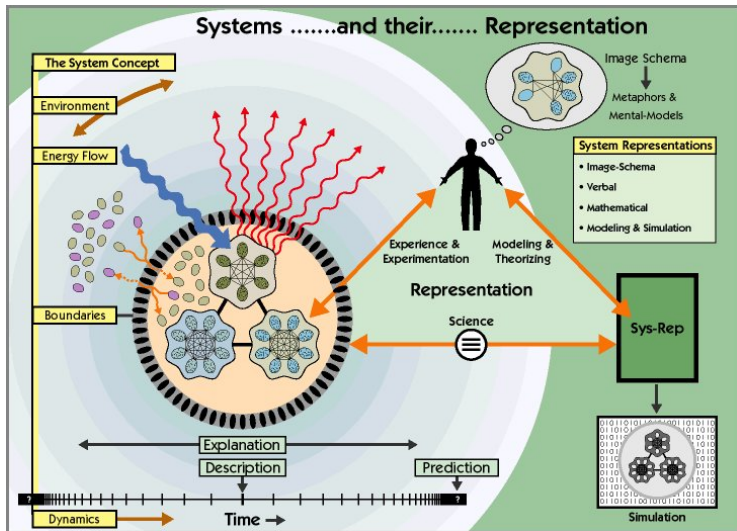 Systems .......and their....... Representation
The System Concept
Environment
Energy Flow
Boundaries
Image Schema
Metaphors &
Mental-Models
System Representations
• Image-Schema
• Verbal
• Mathematical
• Modeling & Simulation
Experience &
Experimentation
Modeling &
Theorizing
Representation
Science
Sys-Rep
Explanation
Description
Prediction
?
?
Dynamics
Time
Simulation